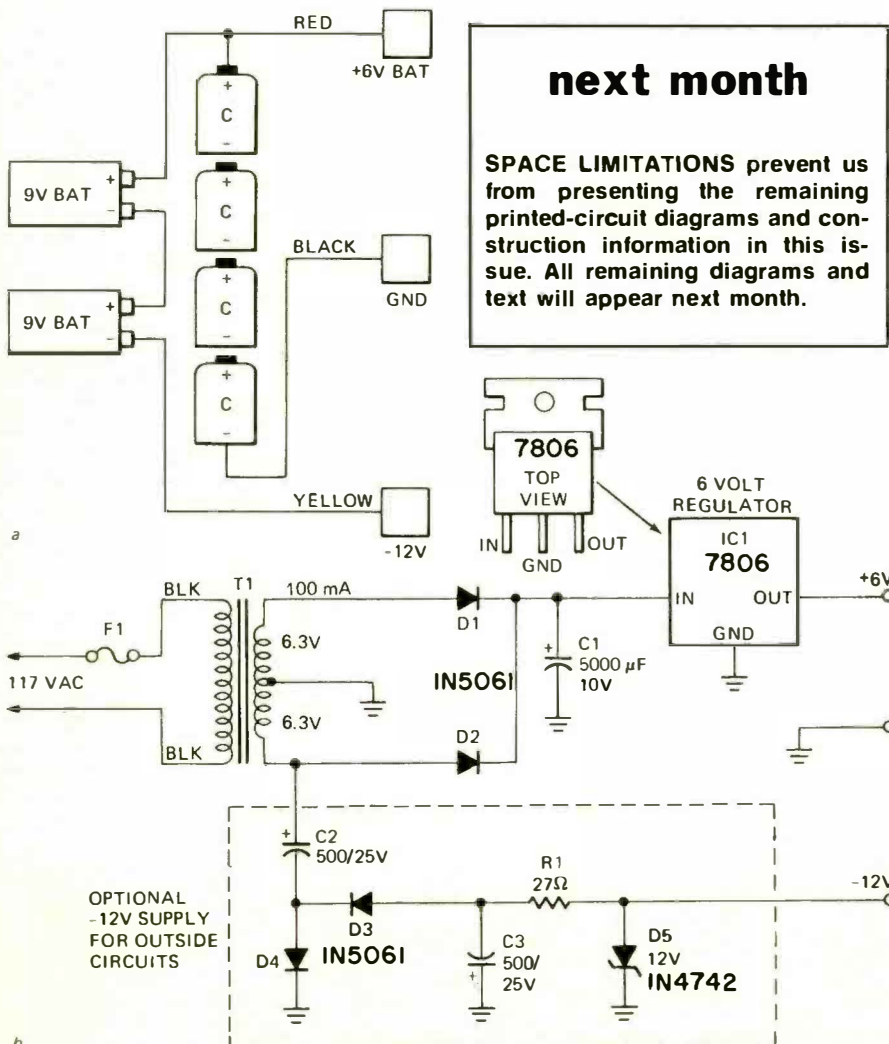 RED
+6V BAT
+
C
-
9V BAT
+
-
+
C
-
9V BAT
+
-
+
C
-
BLACK
GND
+
C
-
YELLOW
-12V
a
next month
SPACE LIMITATIONS prevent us
from presenting the remaining
printed-circuit diagrams and con-
struction information in this is-
sue. All remaining diagrams and
text will appear next month.
7806
TOP
VIEW
IN
GND
OUT
6 VOLT
REGULATOR
IC1
7806
IN
OUT
GND
+6V
F1
117 VAC
BLK
BLK
T1
100 mA
6.3V
6.3V
D1
IN5061
D2
+
C1
5000 μF
10V
+
C2
500/25V
OPTIONAL
-12V SUPPLY
FOR OUTSIDE
CIRCUITS
D4
D3
IN5061
C3
500/
25V
+
R1
27Ω
D5
12V
IN4742
-12V
b